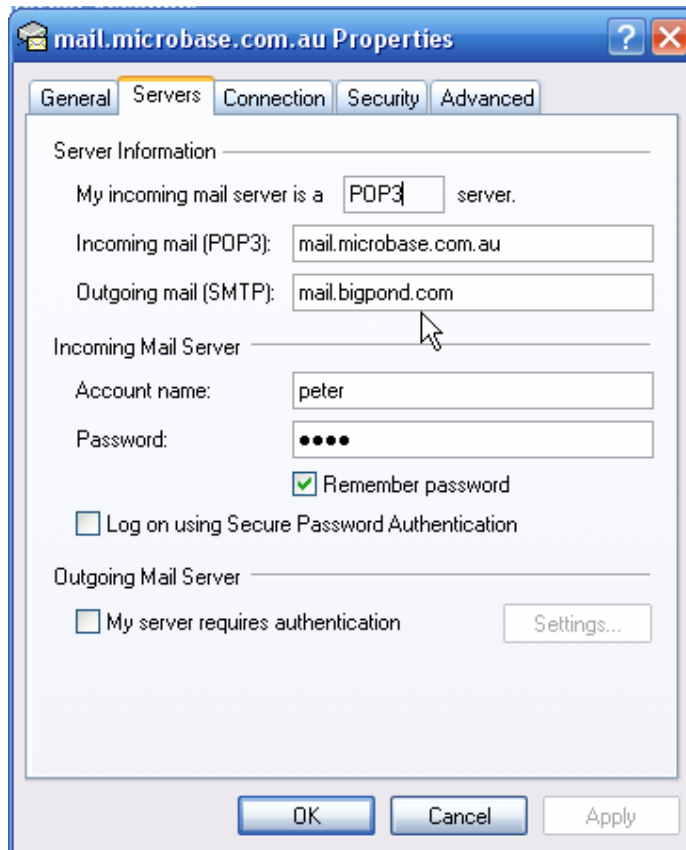 mail.microbase.com.au Properties
General Servers Connection Security Advanced
Server Information
My incoming mail server is a POP3 server.
Incoming mail (POP3): mail.microbase.com.au
Outgoing mail (SMTP): mail.bigpond.com
Incoming Mail Server
Account name: peter
Password: ●●●●
Remember password
Log on using Secure Password Authentication
Outgoing Mail Server
My server requires authentication Settings...
OK Cancel Apply